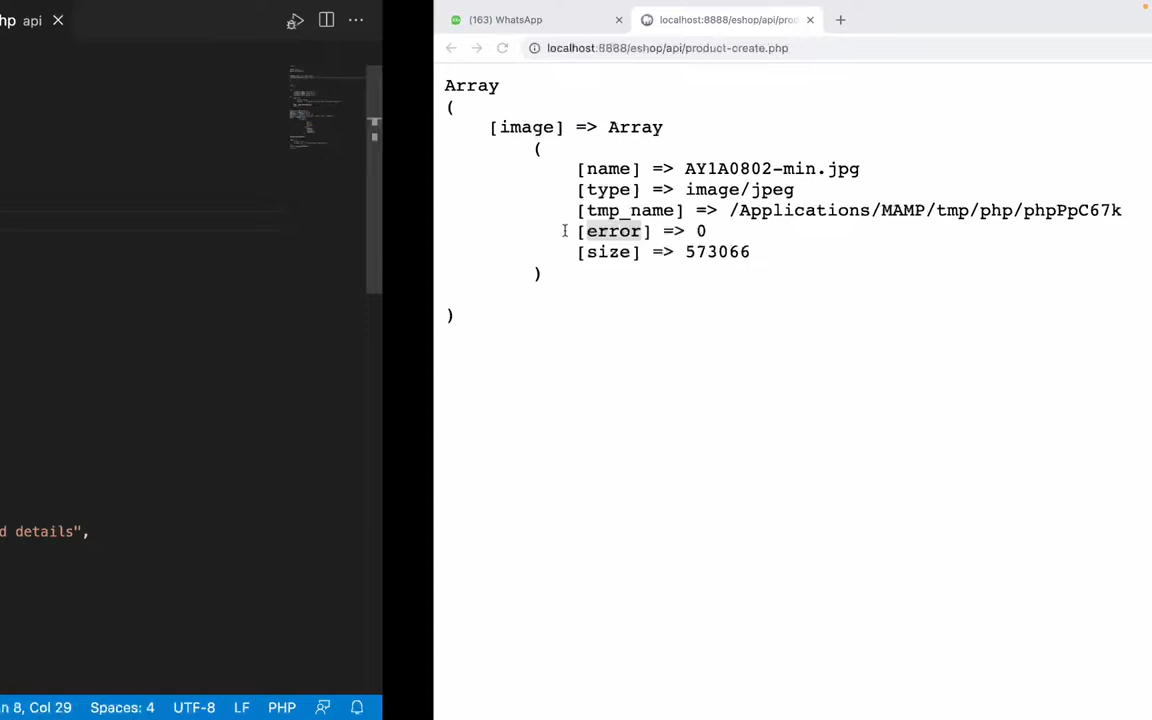 hp api
(163) WhatsApp
localhost:8888/eshop/api/proc
localhost:8888/eshop/api/product-create.php
Array
(
[image] => Array
(
[name] => AY1A0802-min.jpg
[type] => image/jpeg
[tmp_name] => /Applications/MAMP/tmp/php/phpPpC67k
[error] => 0
[size] => 573066
)
)
d details",
n 8, Col 29 Spaces: 4 UTF-8 LF PHP